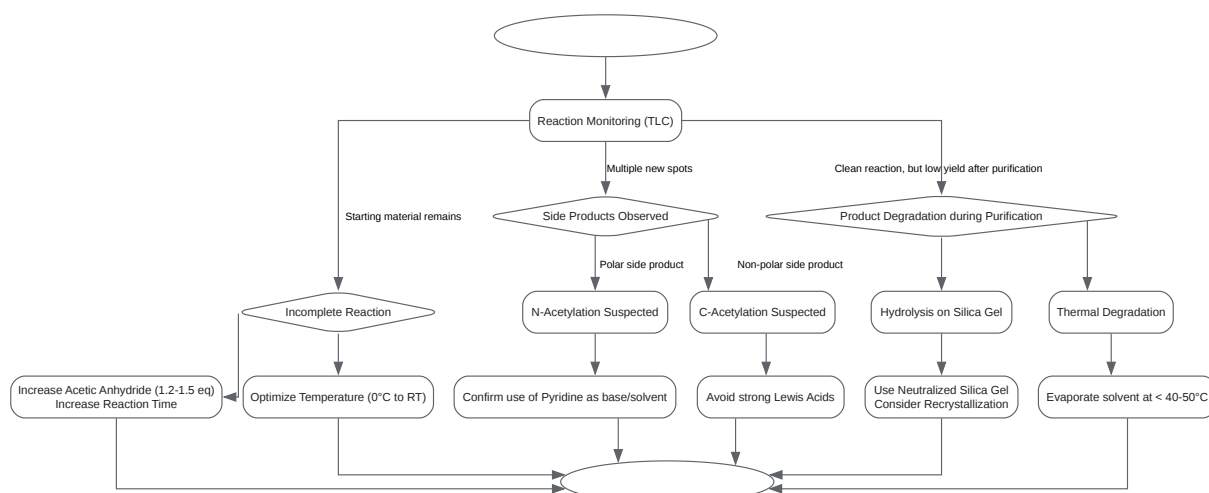 Reaction Monitoring (TLC)
Multiple new spots
Clean reaction, but low yield after purification
Starting material remains
Side Products Observed
Product Degradation during Purification
Polar side product
Non-polar side product
Incomplete Reaction
N-Acetylation Suspected
C-Acetylation Suspected
Hydrolysis on Silica Gel
Thermal Degradation
Increase Acetic Anhydride (1.2-1.5 eq)
Increase Reaction Time
Optimize Temperature (0°C to RT)
Confirm use of Pyridine as base/solvent
Avoid strong Lewis Acids
Use Neutralized Silica Gel
Consider Recrystallization
Evaporate solvent at < 40-50°C